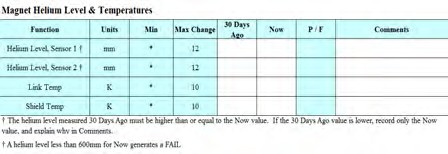 Magnet Helium Level & Temperatures
Function Units Min Max Change 30 Days Ago Now P / F Comments
Helium Level, Sensor 1 † mm * 12
Helium Level, Sensor 2 † mm * 12
Link Temp K * 10
Shield Temp K * 10
† The helium level measured 30 Days Ago must be higher than or equal to the Now value. If the 30 Days Ago value is lower, record only the Now
value, and explain why in Comments.
† A helium level less than 600mm for Now generates a FAIL